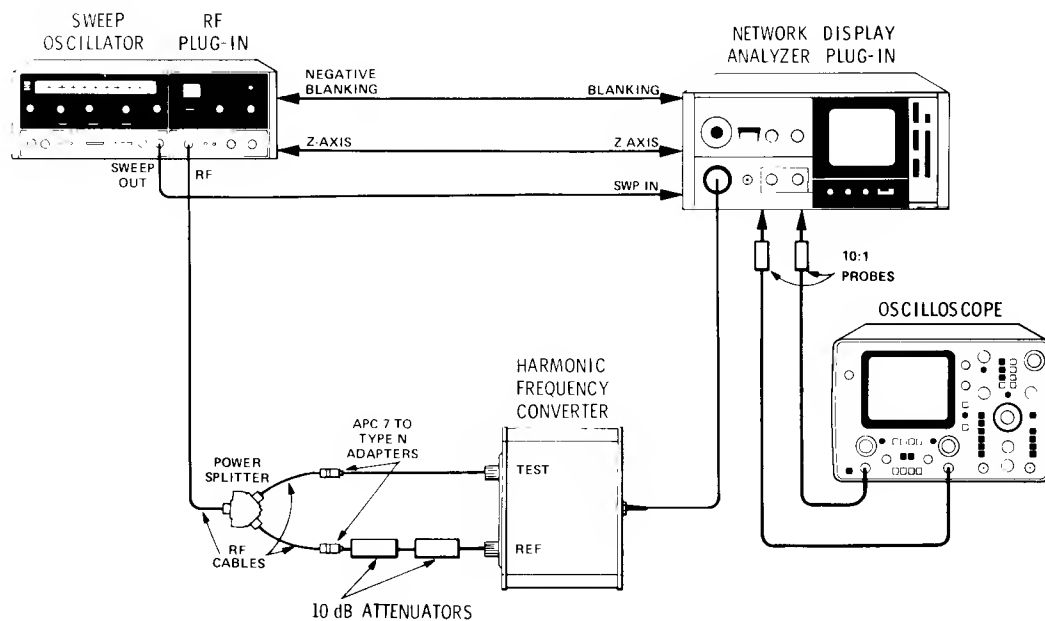 SWEEP
OSCILLATOR
RF
PLUG-IN
NETWORK
ANALYZER
DISPLAY
PLUG-IN
NEGATIVE
BLANKING
BLANKING
Z-AXIS
Z AXIS
SWEEP
OUT
RF
SWP IN
10:1
PROBES
OSCILLOSCOPE
HARMONIC
FREQUENCY
CONVERTER
APC 7 TO
TYPE N
ADAPTERS
POWER
SPLITTER
TEST
RF
CABLES
REF
10 dB ATTENUATORS